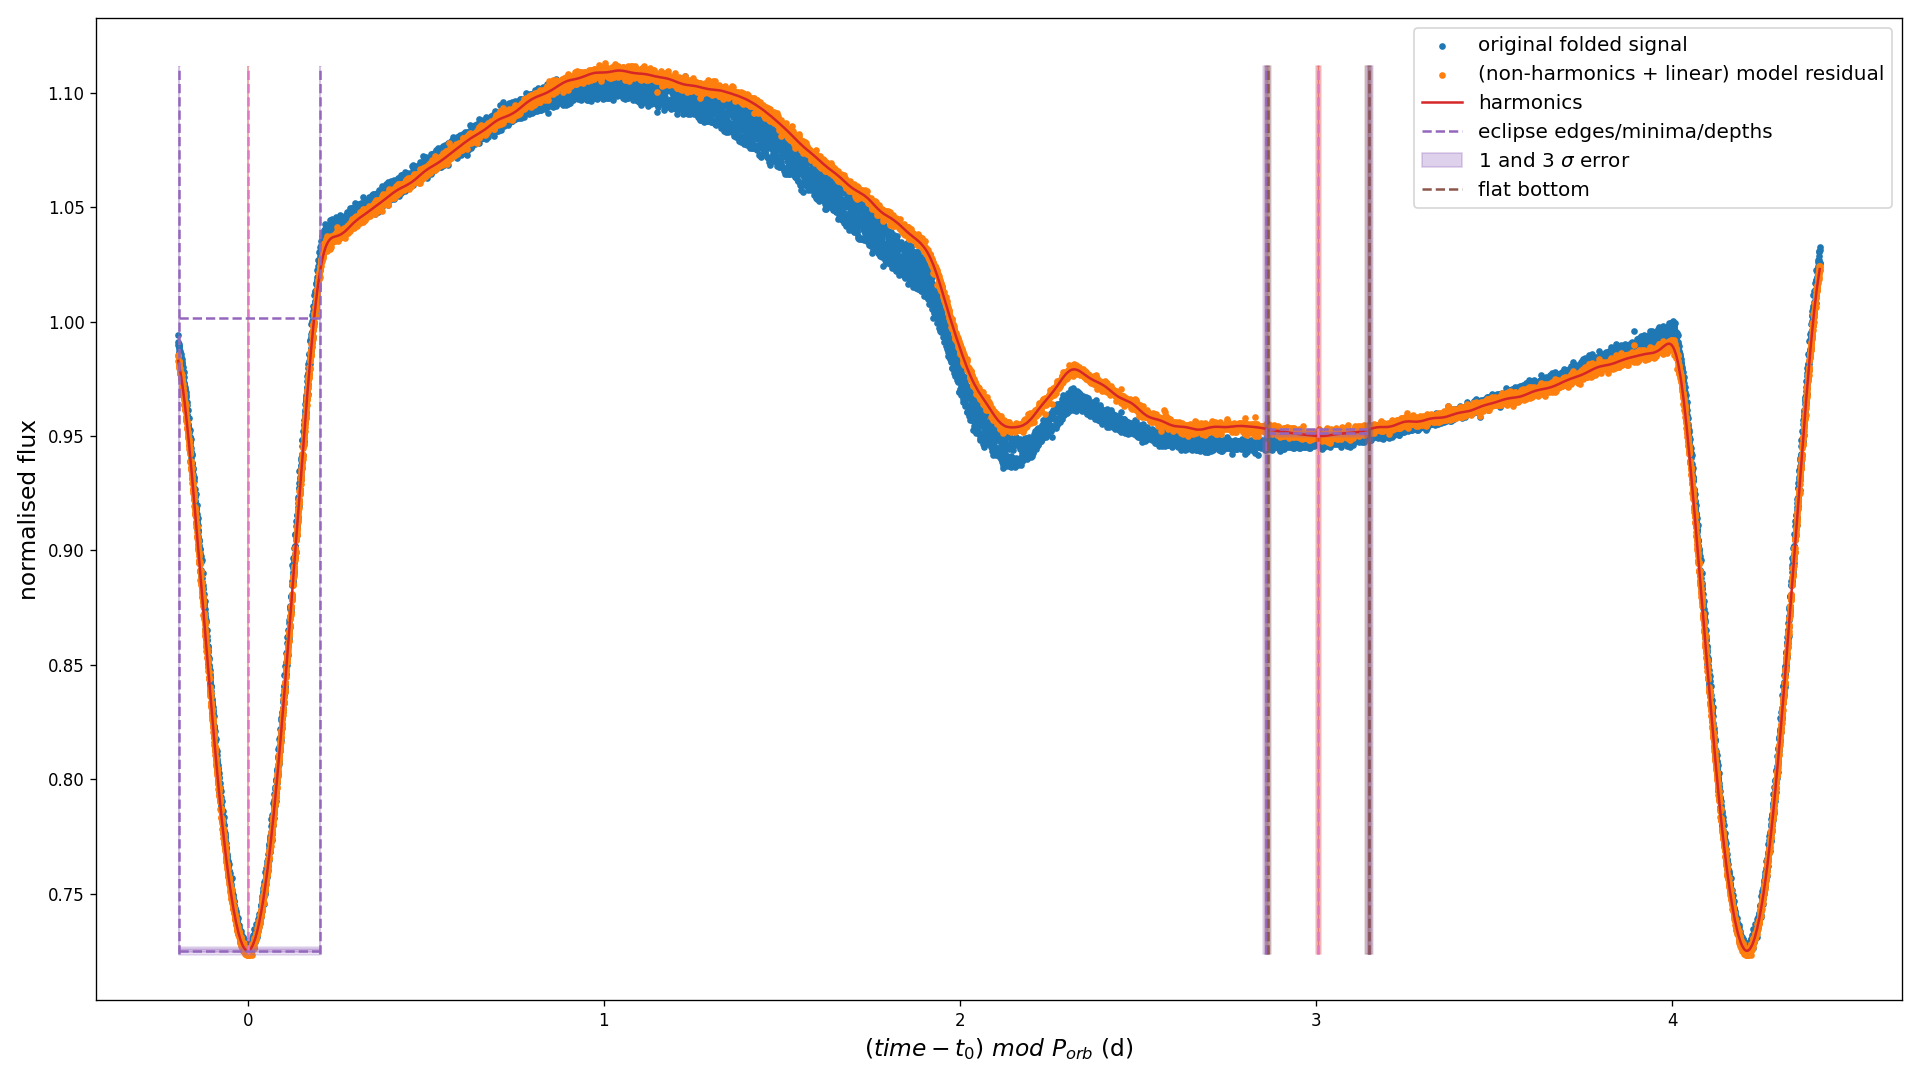 original folded signal
(non-harmonics + linear) model residual
harmonics
eclipse edges/minima/depths
1 and 3 σ error
flat bottom
1.10
1.05
1.00
0.95
0.90
0.85
0.80
0.75
normalised flux
0 1 2 3 4
(time − t₀) mod P_orb (d)